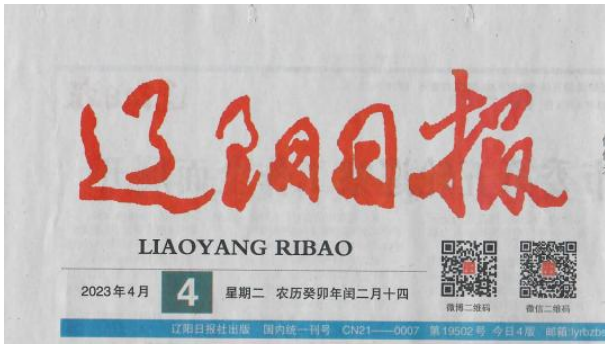 辽阳日报
LIAOYANG RIBAO
2023年4月 4 星期二 农历癸卯年闰二月十四
微博二维码 微信二维码
辽阳日报社出版 国内统一刊号 CN21——0007 第19502号 今日4版 邮箱:lyrbzbs